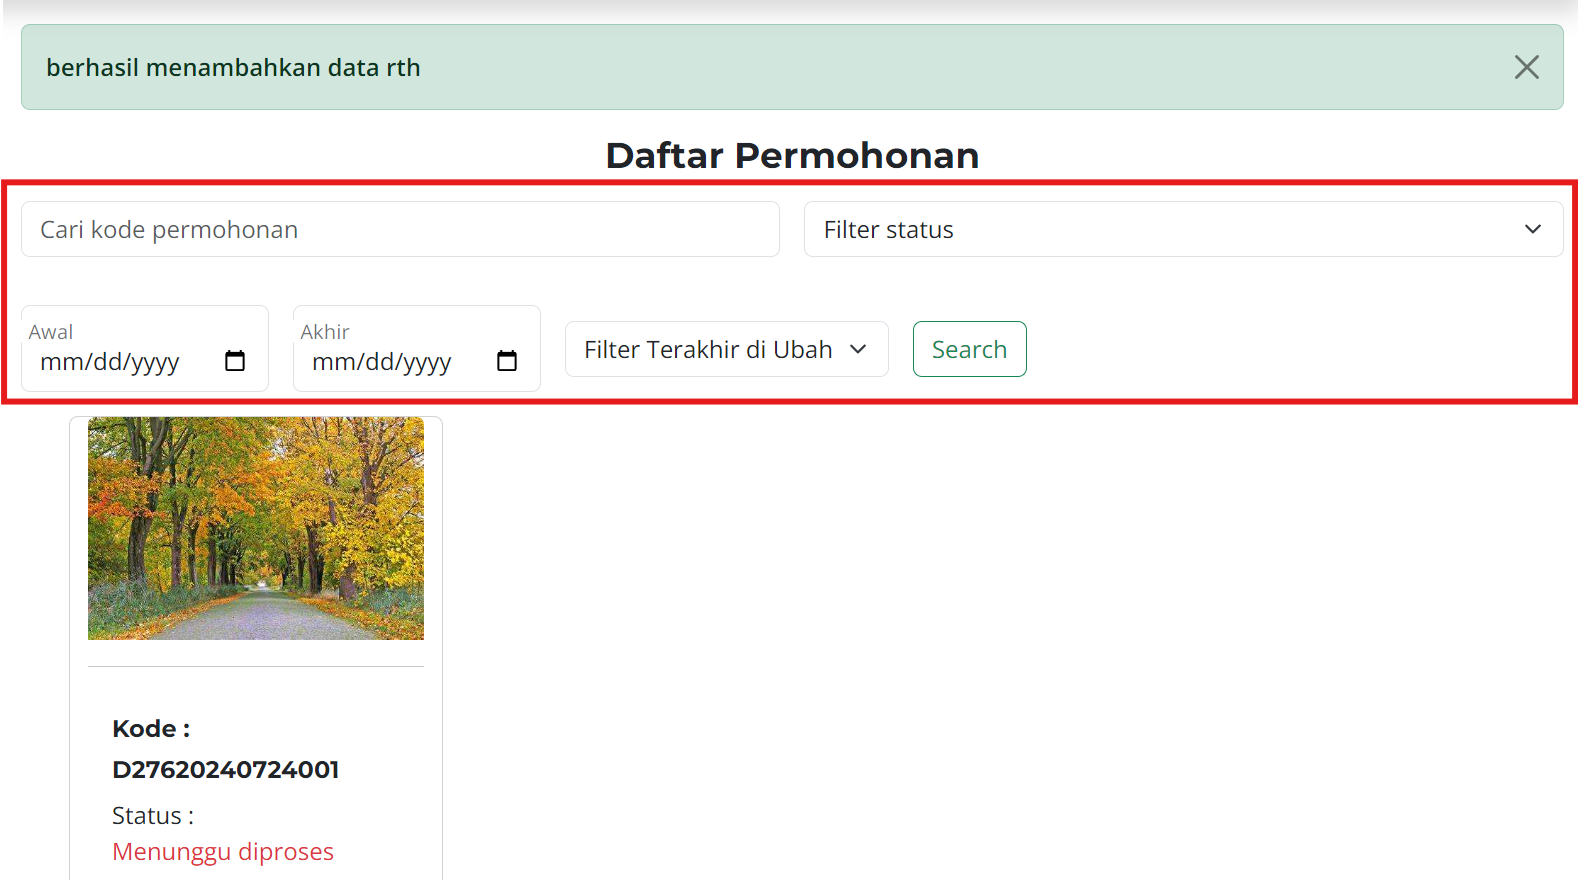 berhasil menambahkan data rth
Daftar Permohonan
Cari kode permohonan
Filter status
Awal
mm/dd/yyyy
Akhir
mm/dd/yyyy
Filter Terakhir di Ubah
Search
Kode :
D27620240724001
Status :
Menunggu diproses